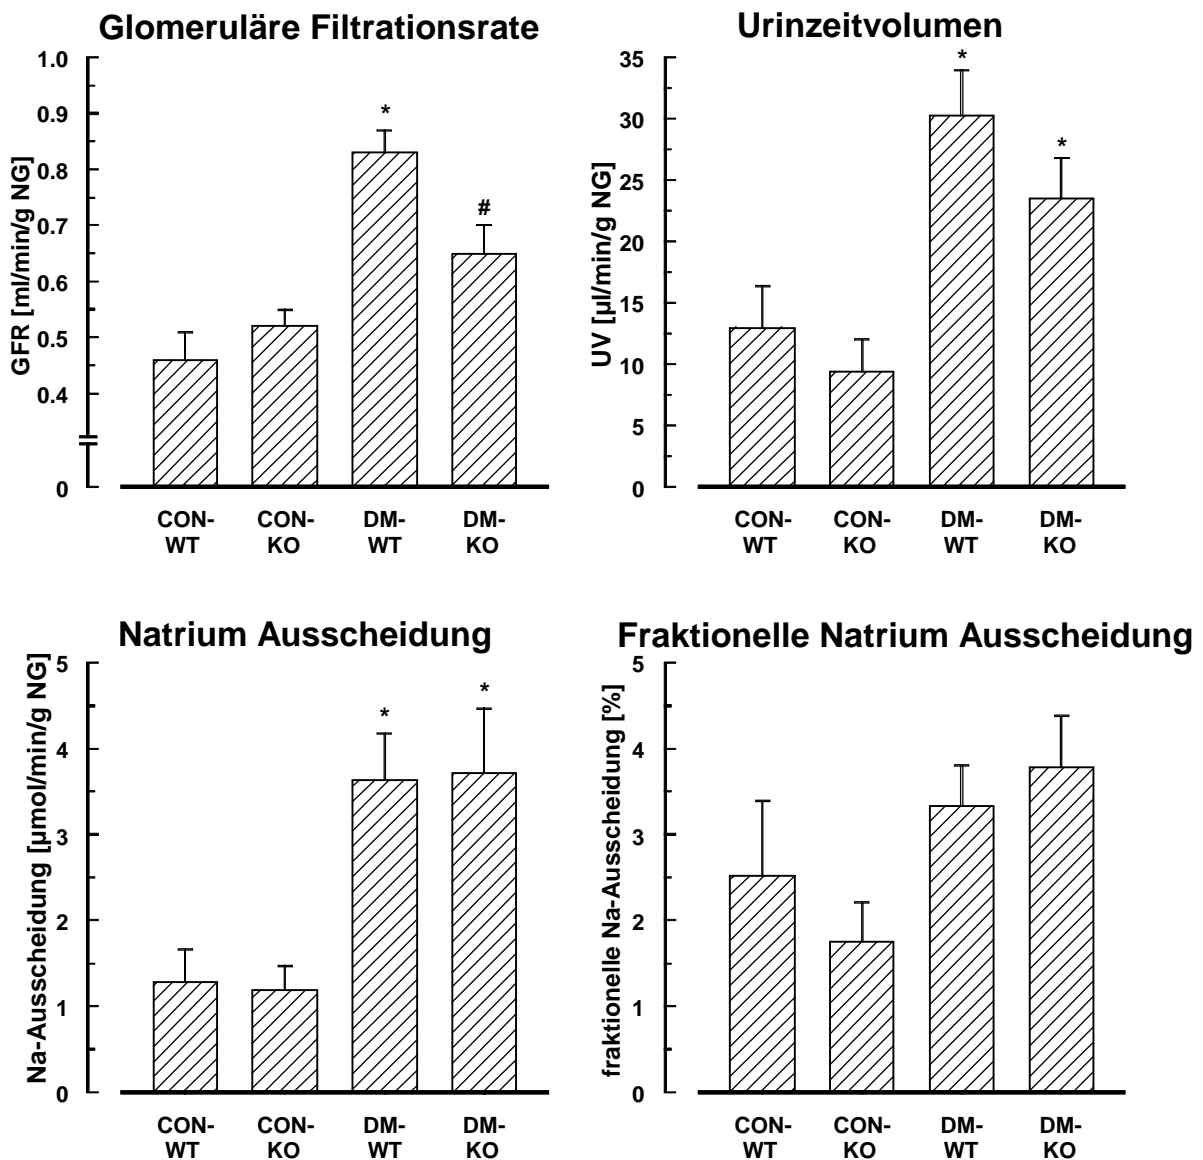 Glomeruläre Filtrationsrate
GFR [ml/min/g NG]
1.0
0.9
0.8
0.7
0.6
0.5
0.4
0
*
#
CON-
WT
CON-
KO
DM-
WT
DM-
KO
Urinzeitvolumen
UV [µl/min/g NG]
35
30
25
20
15
10
5
0
*
*
CON-
WT
CON-
KO
DM-
WT
DM-
KO
Natrium Ausscheidung
Na-Ausscheidung [µmol/min/g NG]
5
4
3
2
1
0
*
*
CON-
WT
CON-
KO
DM-
WT
DM-
KO
Fraktionelle Natrium Ausscheidung
fraktionelle Na-Ausscheidung [%]
5
4
3
2
1
0
CON-
WT
CON-
KO
DM-
WT
DM-
KO